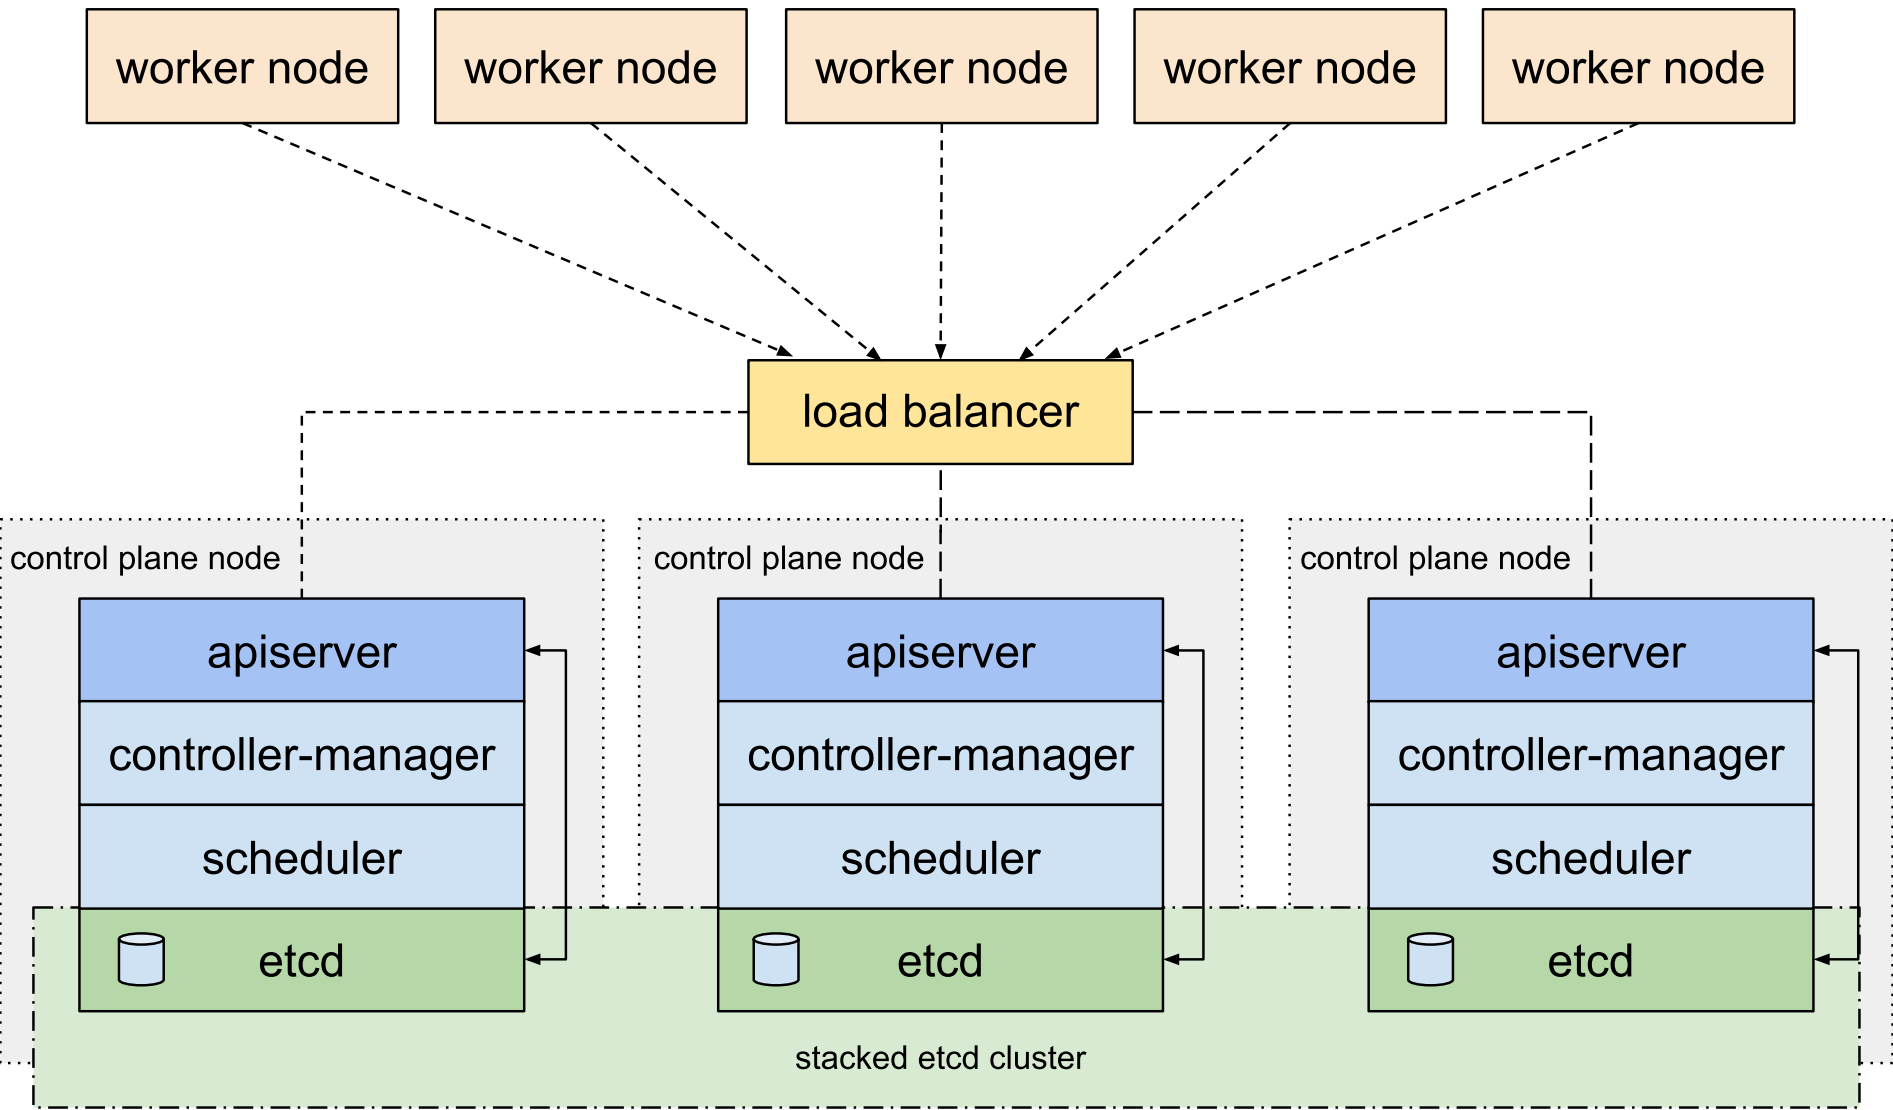 worker node
worker node
worker node
worker node
worker node
load balancer
control plane node
control plane node
control plane node
apiserver
controller-manager
scheduler
etcd
apiserver
controller-manager
scheduler
etcd
apiserver
controller-manager
scheduler
etcd
stacked etcd cluster